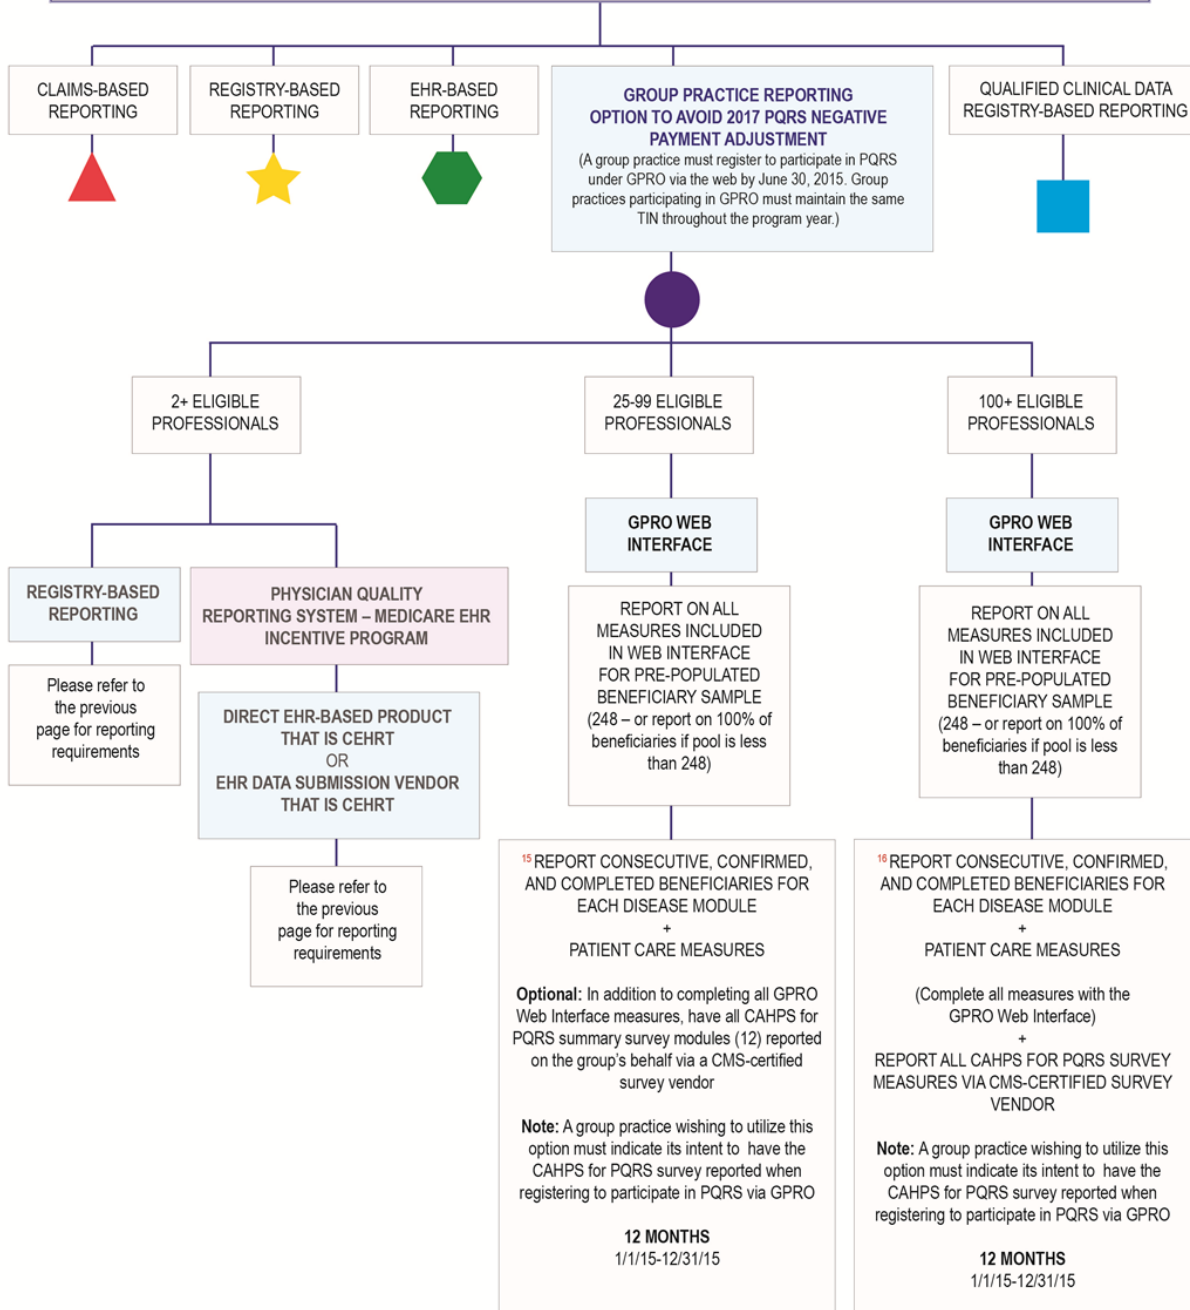 CLAIMS-BASED
REPORTING
REGISTRY-BASED
REPORTING
EHR-BASED
REPORTING
GROUP PRACTICE REPORTING
OPTION TO AVOID 2017 PQRS NEGATIVE
PAYMENT ADJUSTMENT
(A group practice must register to participate in PQRS
under GPRO via the web by June 30, 2015. Group
practices participating in GPRO must maintain the same
TIN throughout the program year.)
QUALIFIED CLINICAL DATA
REGISTRY-BASED REPORTING
2+ ELIGIBLE
PROFESSIONALS
25-99 ELIGIBLE
PROFESSIONALS
100+ ELIGIBLE
PROFESSIONALS
REGISTRY-BASED
REPORTING
Please refer to
the previous
page for reporting
requirements
PHYSICIAN QUALITY
REPORTING SYSTEM – MEDICARE EHR
INCENTIVE PROGRAM
DIRECT EHR-BASED PRODUCT
THAT IS CEHRT
OR
EHR DATA SUBMISSION VENDOR
THAT IS CEHRT
Please refer to
the previous
page for reporting
requirements
GPRO WEB
INTERFACE
REPORT ON ALL
MEASURES INCLUDED
IN WEB INTERFACE
FOR PRE-POPULATED
BENEFICIARY SAMPLE
(248 – or report on 100% of
beneficiaries if pool is less
than 248)
15 REPORT CONSECUTIVE, CONFIRMED,
AND COMPLETED BENEFICIARIES FOR
EACH DISEASE MODULE
+
PATIENT CARE MEASURES
Optional: In addition to completing all GPRO
Web Interface measures, have all CAHPS for
PQRS summary survey modules (12) reported
on the group's behalf via a CMS-certified
survey vendor
Note: A group practice wishing to utilize this
option must indicate its intent to have the
CAHPS for PQRS survey reported when
registering to participate in PQRS via GPRO
12 MONTHS
1/1/15-12/31/15
GPRO WEB
INTERFACE
REPORT ON ALL
MEASURES INCLUDED
IN WEB INTERFACE
FOR PRE-POPULATED
BENEFICIARY SAMPLE
(248 – or report on 100% of
beneficiaries if pool is less
than 248)
16 REPORT CONSECUTIVE, CONFIRMED,
AND COMPLETED BENEFICIARIES FOR
EACH DISEASE MODULE
+
PATIENT CARE MEASURES
(Complete all measures with the
GPRO Web Interface)
+
REPORT ALL CAHPS FOR PQRS SURVEY
MEASURES VIA CMS-CERTIFIED SURVEY
VENDOR
Note: A group practice wishing to utilize this
option must indicate its intent to have the
CAHPS for PQRS survey reported when
registering to participate in PQRS via GPRO
12 MONTHS
1/1/15-12/31/15